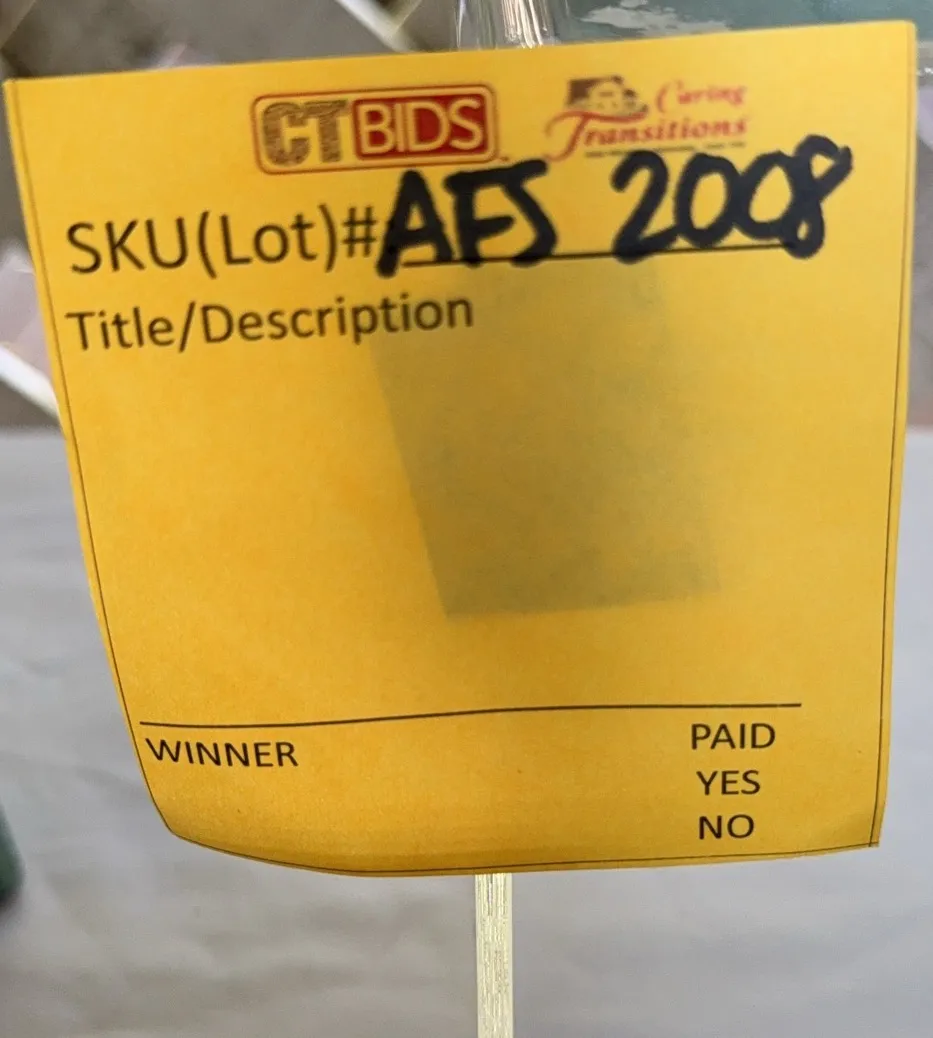 CTBIDS
Caring
Transitions
SKU(Lot)#AFS 2008
Title/Description
WINNER
PAID
YES
NO